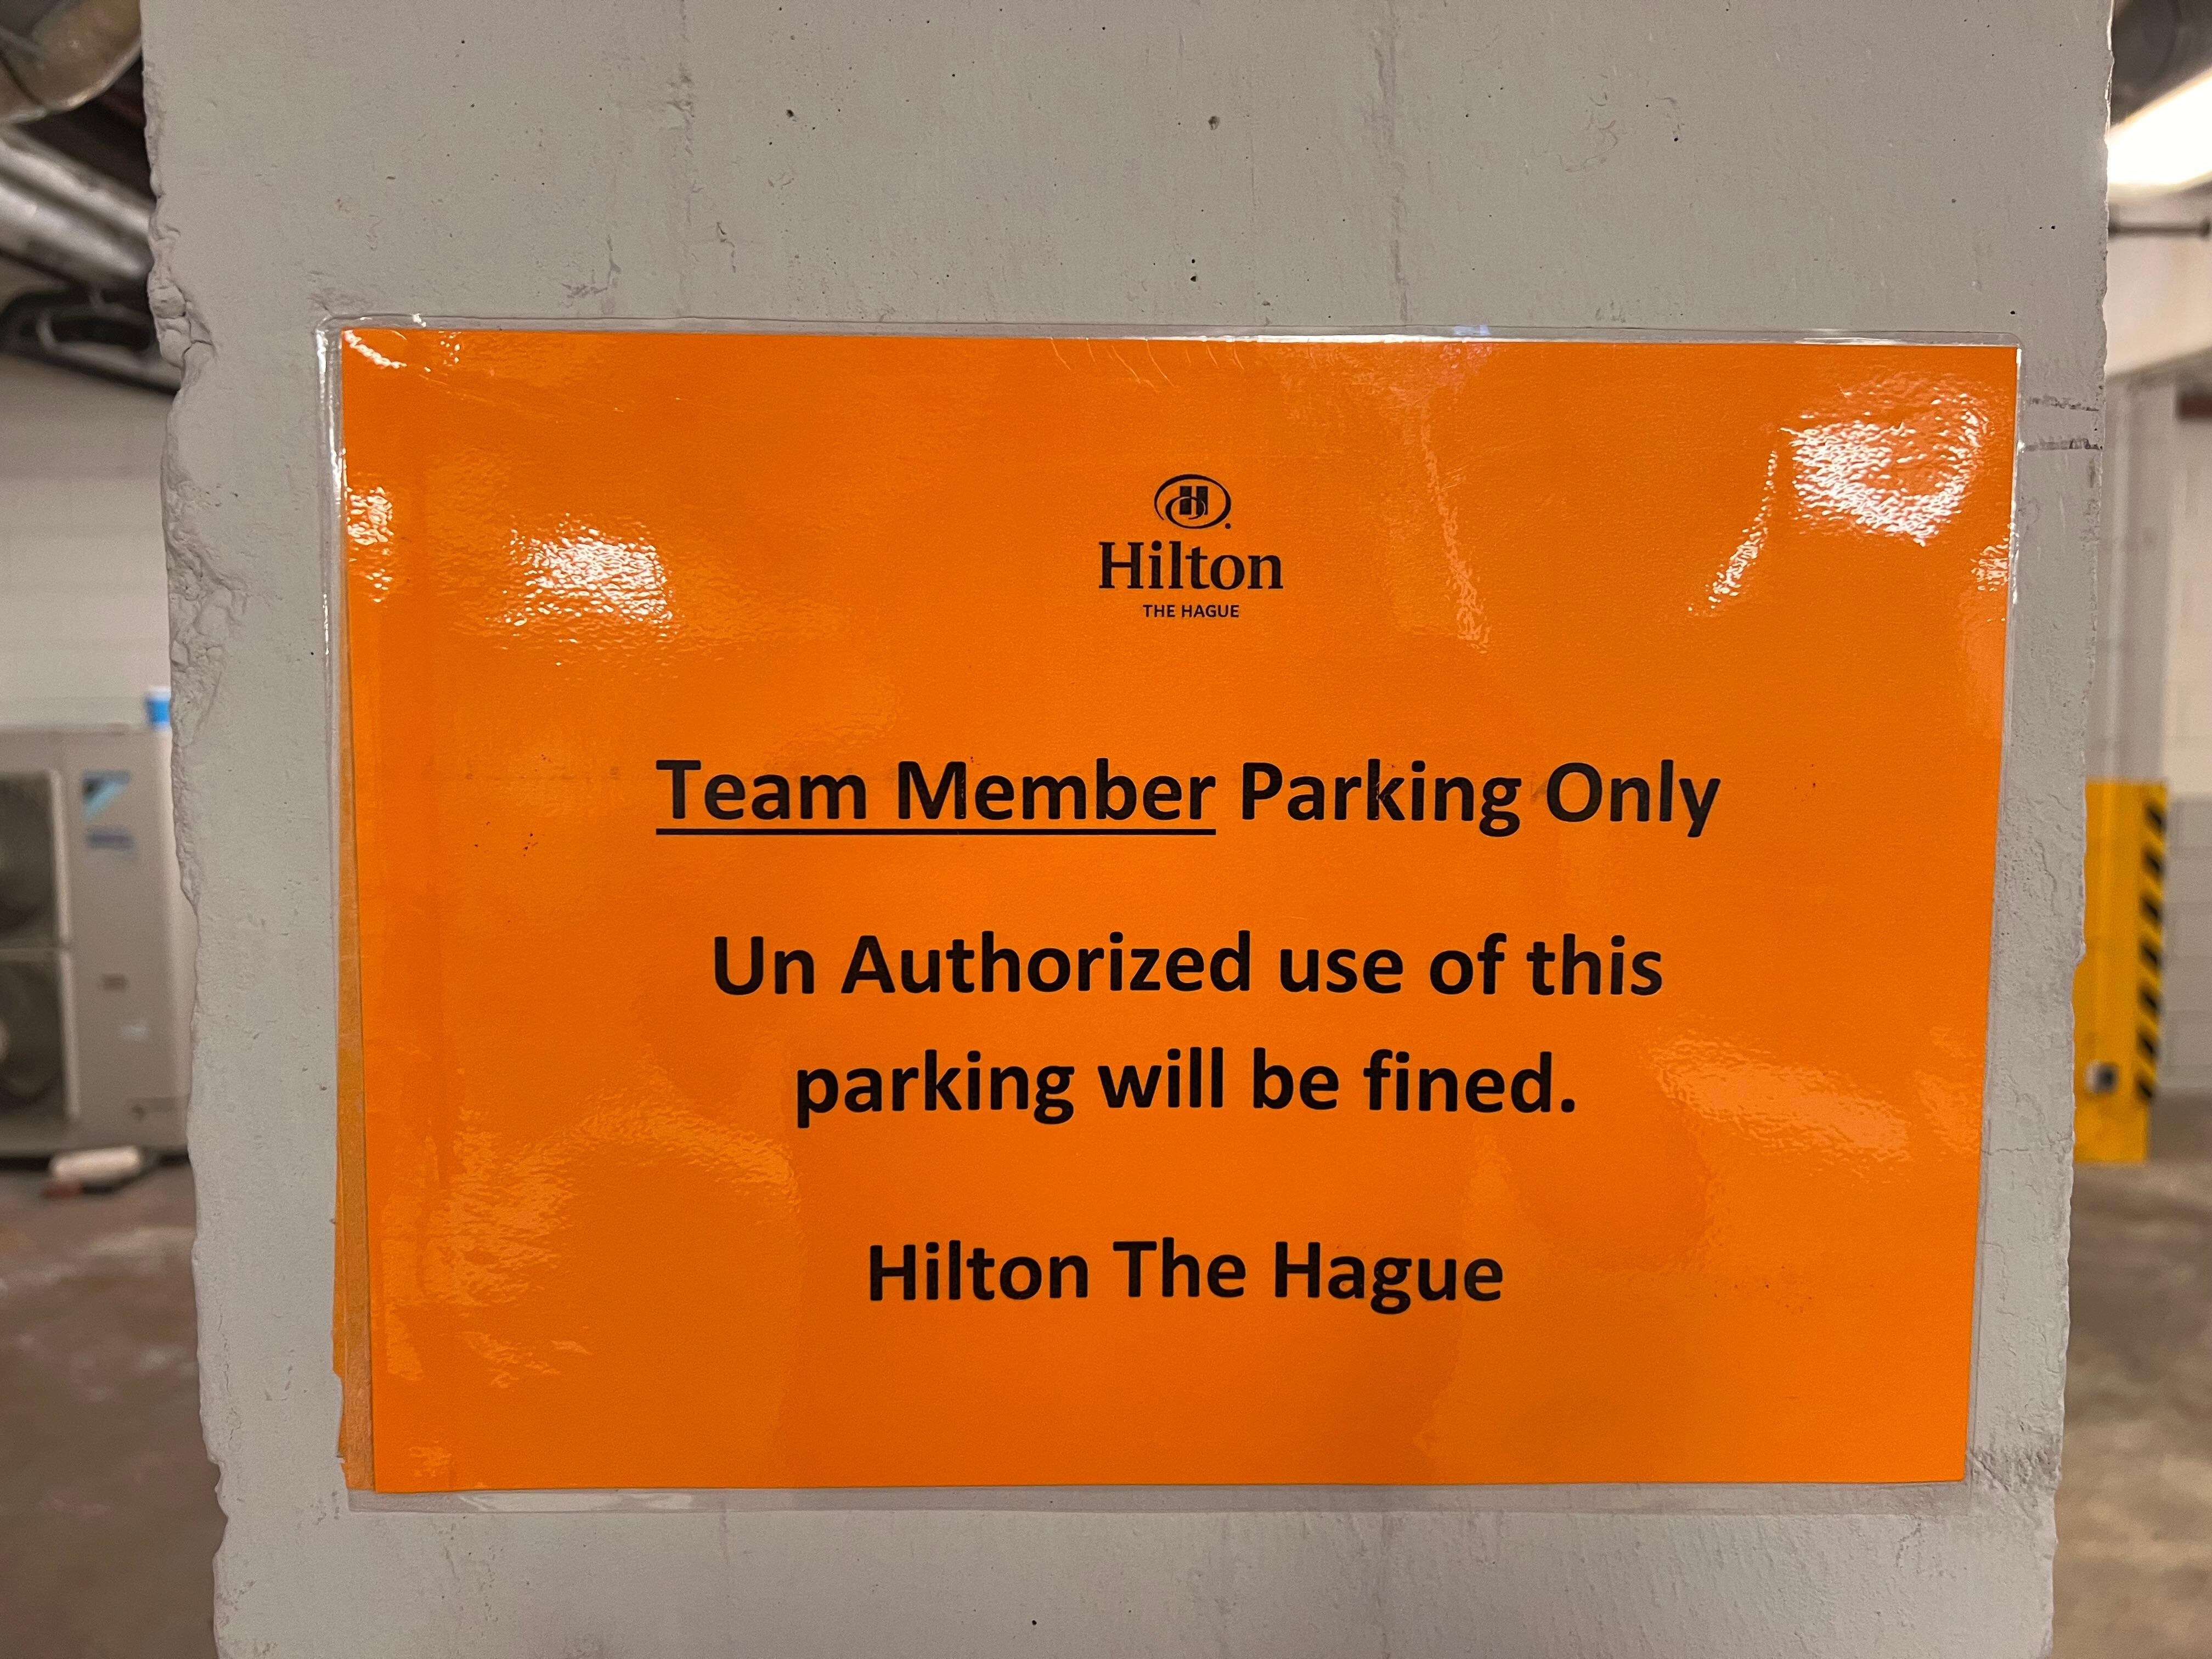 Hilton
THE HAGUE
Team Member Parking Only
Un Authorized use of this
parking will be fined.
Hilton The Hague